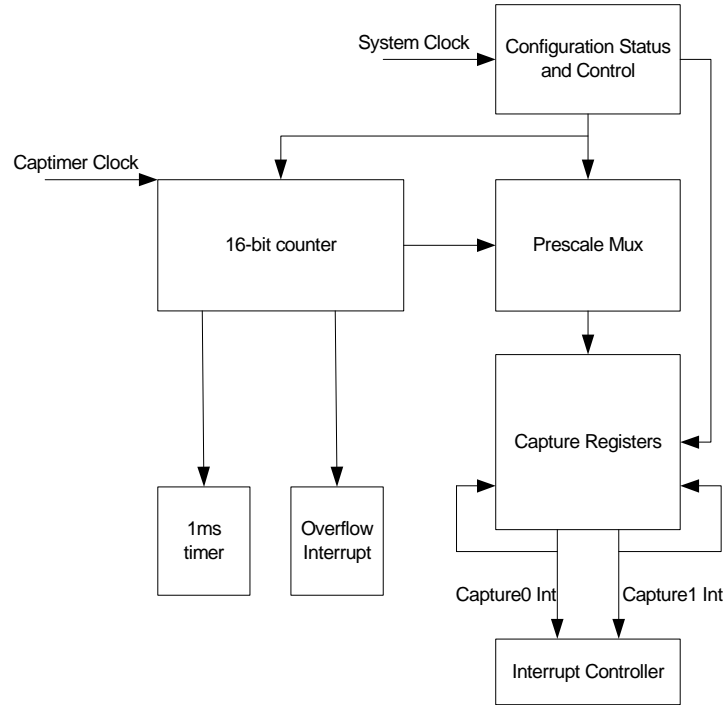 System Clock
Configuration Status
and Control
Captimer Clock
16-bit counter
Prescale Mux
Capture Registers
1ms
timer
Overflow
Interrupt
Capture0 Int
Capture1 Int
Interrupt Controller